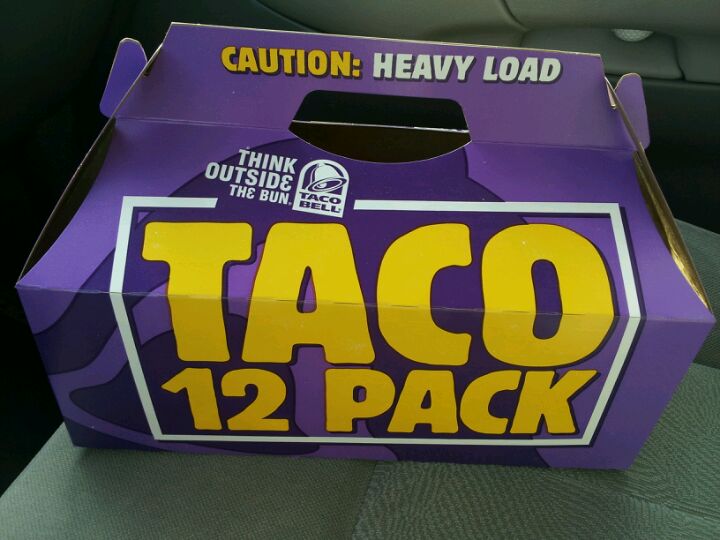 CAUTION: HEAVY LOAD
THINK
OUTSIDE
THE BUN.
TACO
BELL
TACO
12 PACK